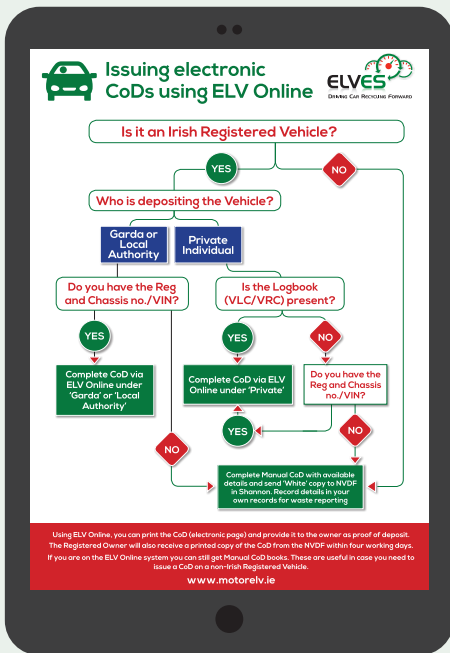 Issuing electronic
CoDs using ELV Online
ELVES
DRIVING CAR RECYCLING FORWARD
Is it an Irish Registered Vehicle?
YES
NO
Who is depositing the Vehicle?
Garda or
Local
Authority
Private
Individual
Do you have the Reg
and Chassis no./VIN?
Is the Logbook
(VLC/VRC) present?
YES
YES
NO
Complete CoD via
ELV Online under
‘Garda’ or ‘Local
Authority’
Complete CoD via ELV
Online under ‘Private’
Do you have the
Reg and Chassis
no./VIN?
YES
NO
NO
Complete Manual CoD with available
details and send ‘White’ copy to NVDF
in Shannon. Record details in your
own records for waste reporting
Using ELV Online, you can print the CoD (electronic page) and provide it to the owner as proof of deposit.
The Registered Owner will also receive a printed copy of the CoD from the NVDF within four working days.
If you are on the ELV Online system you can still get Manual CoD books. These are useful in case you need to
issue a CoD on a non-Irish Registered Vehicle.
www.motorelv.ie